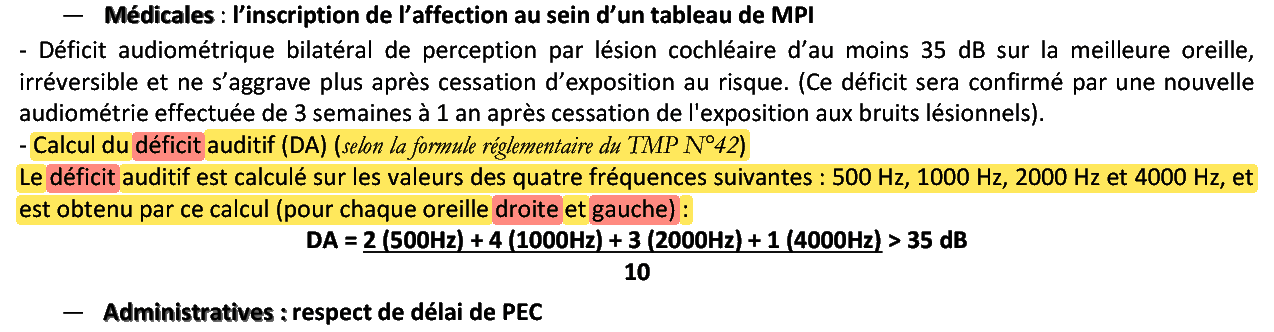 — Médicales : l’inscription de l’affection au sein d’un tableau de MPI
- Déficit audiométrique bilatéral de perception par lésion cochléaire d’au moins 35 dB sur la meilleure oreille,
irréversible et ne s’aggrave plus après cessation d’exposition au risque. (Ce déficit sera confirmé par une nouvelle
audiométrie effectuée de 3 semaines à 1 an après cessation de l'exposition aux bruits lésionnels).
- Calcul du déficit auditif (DA) (selon la formule réglementaire du TMP N°42)
Le déficit auditif est calculé sur les valeurs des quatre fréquences suivantes : 500 Hz, 1000 Hz, 2000 Hz et 4000 Hz, et
est obtenu par ce calcul (pour chaque oreille droite et gauche) :
DA = 2 (500Hz) + 4 (1000Hz) + 3 (2000Hz) + 1 (4000Hz) > 35 dB
10
— Administratives : respect de délai de PEC